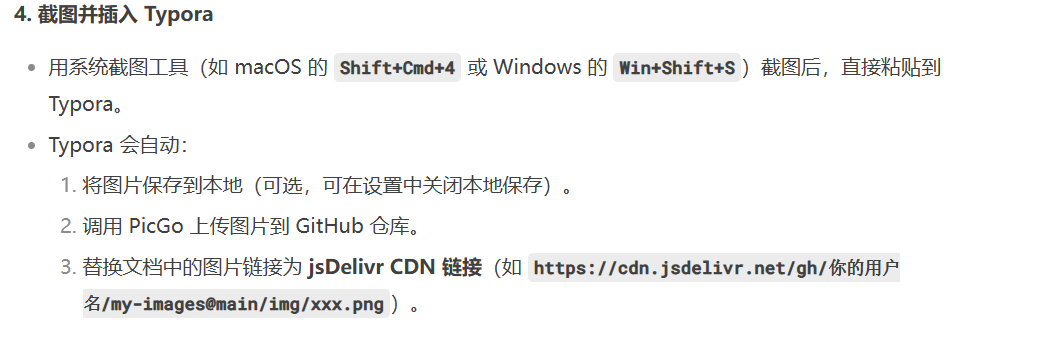 4. 截图并插入 Typora
用系统截图工具（如 macOS 的 Shift+Cmd+4 或 Windows 的 Win+Shift+S）截图后，直接粘贴到
Typora。
Typora 会自动：
1. 将图片保存到本地（可选，可在设置中关闭本地保存）。
2. 调用 PicGo 上传图片到 GitHub 仓库。
3. 替换文档中的图片链接为 jsDelivr CDN 链接（如 https://cdn.jsdelivr.net/gh/你的用户
名/my-images@main/img/xxx.png）。